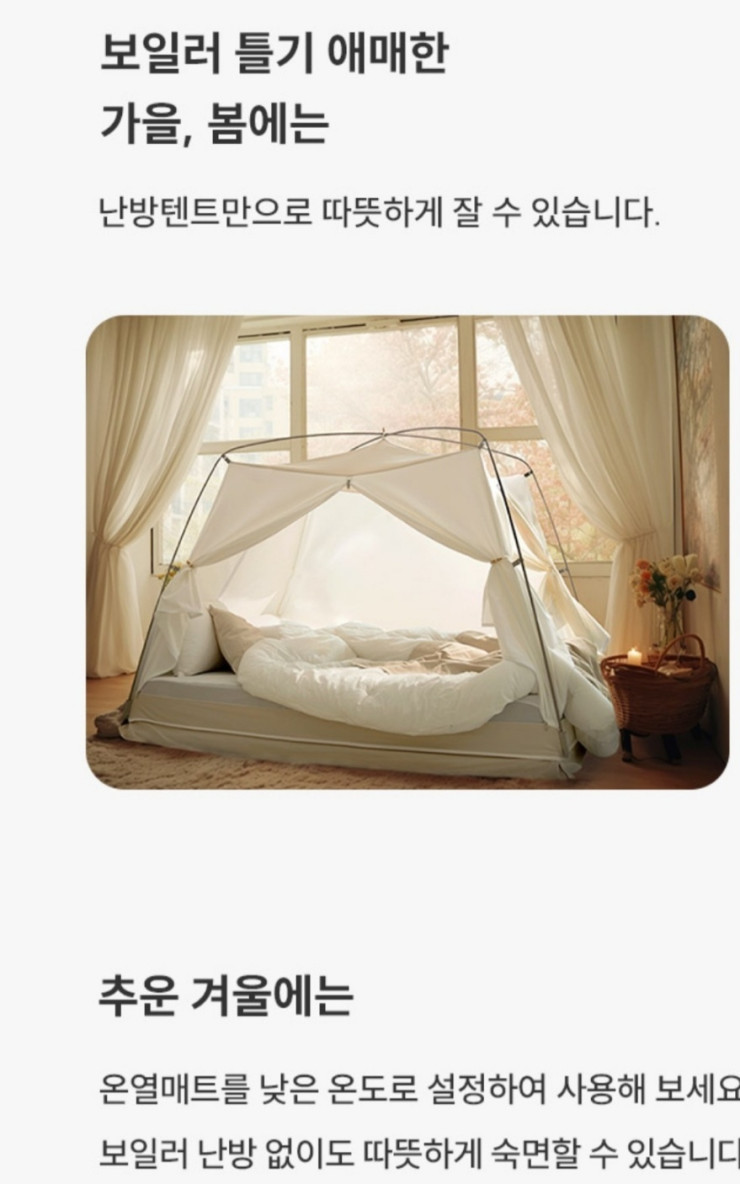 보일러 틀기 애매한
가을, 봄에는
난방텐트만으로 따뜻하게 잘 수 있습니다.
추운 겨울에는
온열매트를 낮은 온도로 설정하여 사용해 보세요
보일러 난방 없이도 따뜻하게 숙면할 수 있습니다